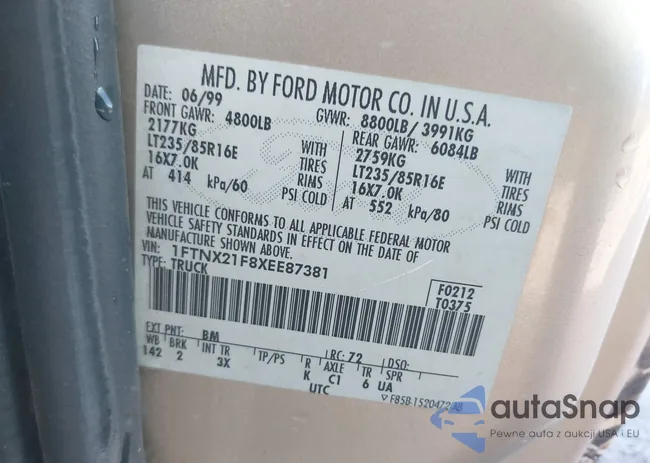 MFD. BY FORD MOTOR CO. IN U.S.A.
DATE: 06/99 GVWR: 8800LB/ 3991KG
FRONT GAWR: 4800LB REAR GAWR: 6084LB
2177KG WITH 2759KG WITH
LT235/85R16E TIRES LT235/85R16E TIRES
16X7.0K RIMS 16X7.0K RIMS
AT 414 kPa/60 PSI COLD AT 552 kPa/80 PSI COLD
THIS VEHICLE CONFORMS TO ALL APPLICABLE FEDERAL MOTOR
VEHICLE SAFETY STANDARDS IN EFFECT ON THE DATE OF
MANUFACTURE SHOWN ABOVE.
VIN: 1FTNX21F8XEE87381
TYPE: TRUCK
F0212
T0375
EXT PNT: BM RC: 72 DSO:
WB BRK INT TR TP/PS R AXLE TR SPR
142 2 3X K C1 6 UA
UTC
F85B-1520472-AB
autaSnap
Pewne auta z aukcji USA i EU